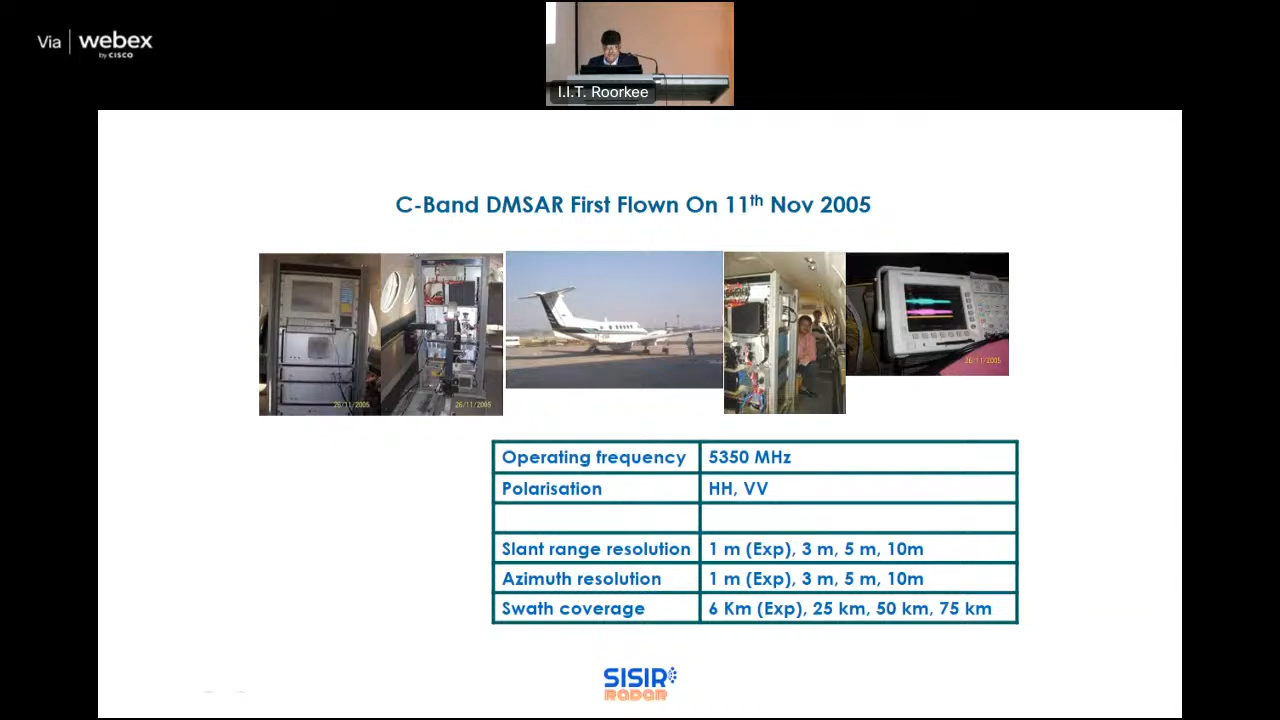 Via webex
by CISCO
I.I.T. Roorkee
C-Band DMSAR First Flown On 11th Nov 2005
26/11/2005
26/11/2005
26/11/2005
Operating frequency 5350 MHz
Polarisation HH, VV
Slant range resolution 1 m (Exp), 3 m, 5 m, 10m
Azimuth resolution 1 m (Exp), 3 m, 5 m, 10m
Swath coverage 6 Km (Exp), 25 km, 50 km, 75 km
SISIR
RADAR